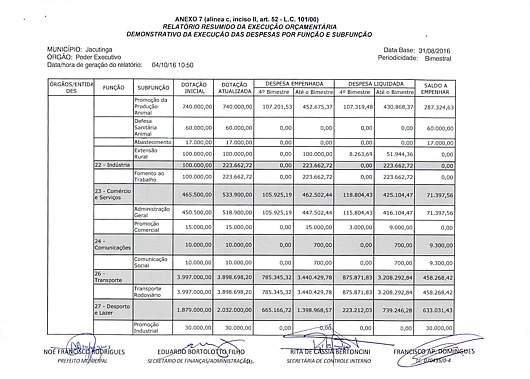 ANEXO 7 (alínea c, inciso II, art. 52 - L.C. 101/00)
RELATÓRIO RESUMIDO DA EXECUÇÃO ORÇAMENTÁRIA
DEMONSTRATIVO DA EXECUÇÃO DAS DESPESAS POR FUNÇÃO E SUBFUNÇÃO
MUNICÍPIO: Jacutinga
ÓRGÃO: Poder Executivo
Data/hora de geração do relatório: 04/10/16 10:50
Data Base: 31/08/2016
Periodicidade: Bimestral
ÓRGÃOS/ENTIDADES FUNÇÃO SUBFUNÇÃO DOTAÇÃO INICIAL DOTAÇÃO ATUALIZADA DESPESA EMPENHADA DESPESA LIQUIDADA SALDO A EMPENHAR
4º Bimestre Até o Bimestre 4º Bimestre Até o Bimestre
Promoção da Produção Animal 740.000,00 740.000,00 107.201,53 452.675,37 107.319,48 430.868,37 287.324,63
Defesa Sanitária Animal 60.000,00 60.000,00 0,00 0,00 0,00 0,00 60.000,00
Abastecimento 17.000,00 17.000,00 0,00 0,00 0,00 0,00 17.000,00
Extensão Rural 100.000,00 100.000,00 0,00 100.000,00 8.263,69 51.944,36 0,00
22 - Indústria 100.000,00 223.662,72 0,00 223.662,72 0,00 223.662,72 0,00
Fomento ao Trabalho 100.000,00 223.662,72 0,00 223.662,72 0,00 223.662,72 0,00
23 - Comércio e Serviços 465.500,00 533.900,00 105.925,19 462.502,44 118.804,43 425.104,47 71.397,56
Administração Geral 450.500,00 518.900,00 105.925,19 447.502,44 115.804,43 416.104,47 71.397,56
Promoção Comercial 15.000,00 15.000,00 0,00 15.000,00 3.000,00 9.000,00 0,00
24 - Comunicações 10.000,00 10.000,00 0,00 700,00 0,00 700,00 9.300,00
Comunicação Social 10.000,00 10.000,00 0,00 700,00 0,00 700,00 9.300,00
26 - Transporte 3.997.000,00 3.898.698,20 785.345,32 3.440.429,78 875.871,83 3.208.292,84 458.268,42
Transporte Rodoviário 3.997.000,00 3.898.698,20 785.345,32 3.440.429,78 875.871,83 3.208.292,84 458.268,42
27 - Desporto e Lazer 1.879.000,00 2.032.000,00 665.166,72 1.398.968,57 223.212,03 739.246,28 633.031,43
Promoção Industrial 30.000,00 30.000,00 0,00 0,00 0,00 0,00 30.000,00
NOÉ FRANCISCO RODRIGUES
PREFEITO MUNICIPAL
EDUARDO BORTOLOTTO FILHO
SECRETÁRIO DE FINANÇAS/ADMINISTRAÇÃO
RITA DE CÁSSIA BERTONCINI
SECRETÁRIA DE CONTROLE INTERNO
FRANCISCO AP. DOMINGUES